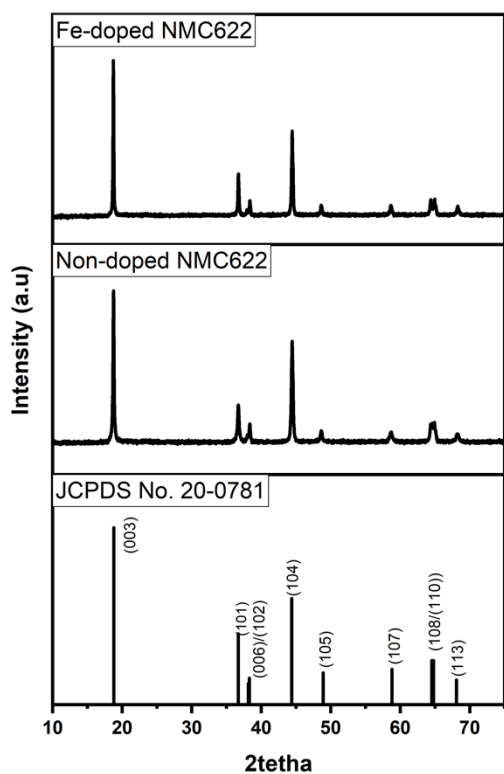 Fe-doped NMC622
Non-doped NMC622
Intensity (a.u)
JCPDS No. 20-0781
(003)
(101)
(006)/(102)
(104)
(105)
(107)
(108/(110))
(113)
10 20 30 40 50 60 70
2tetha